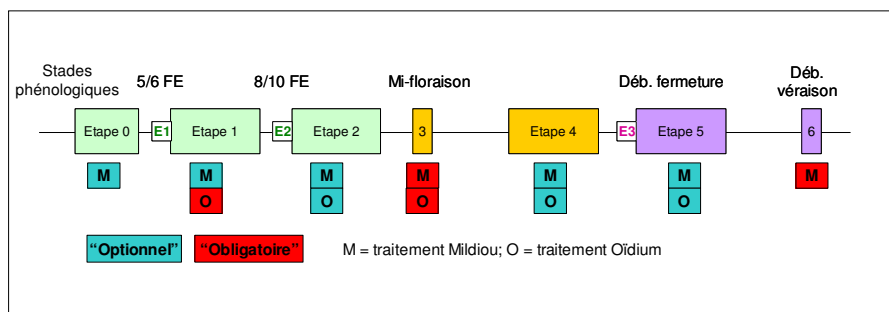 Stades
phénologiques
5/6 FE
8/10 FE
Mi-floraison
Déb. fermeture
Déb.
véraison
Etape 0
E1
Etape 1
E2
Etape 2
3
Etape 4
E3
Etape 5
6
M
M
M
M
M
M
M
O
O
O
O
O
“Optionnel”
“Obligatoire”
M = traitement Mildiou; O = traitement Oïdium